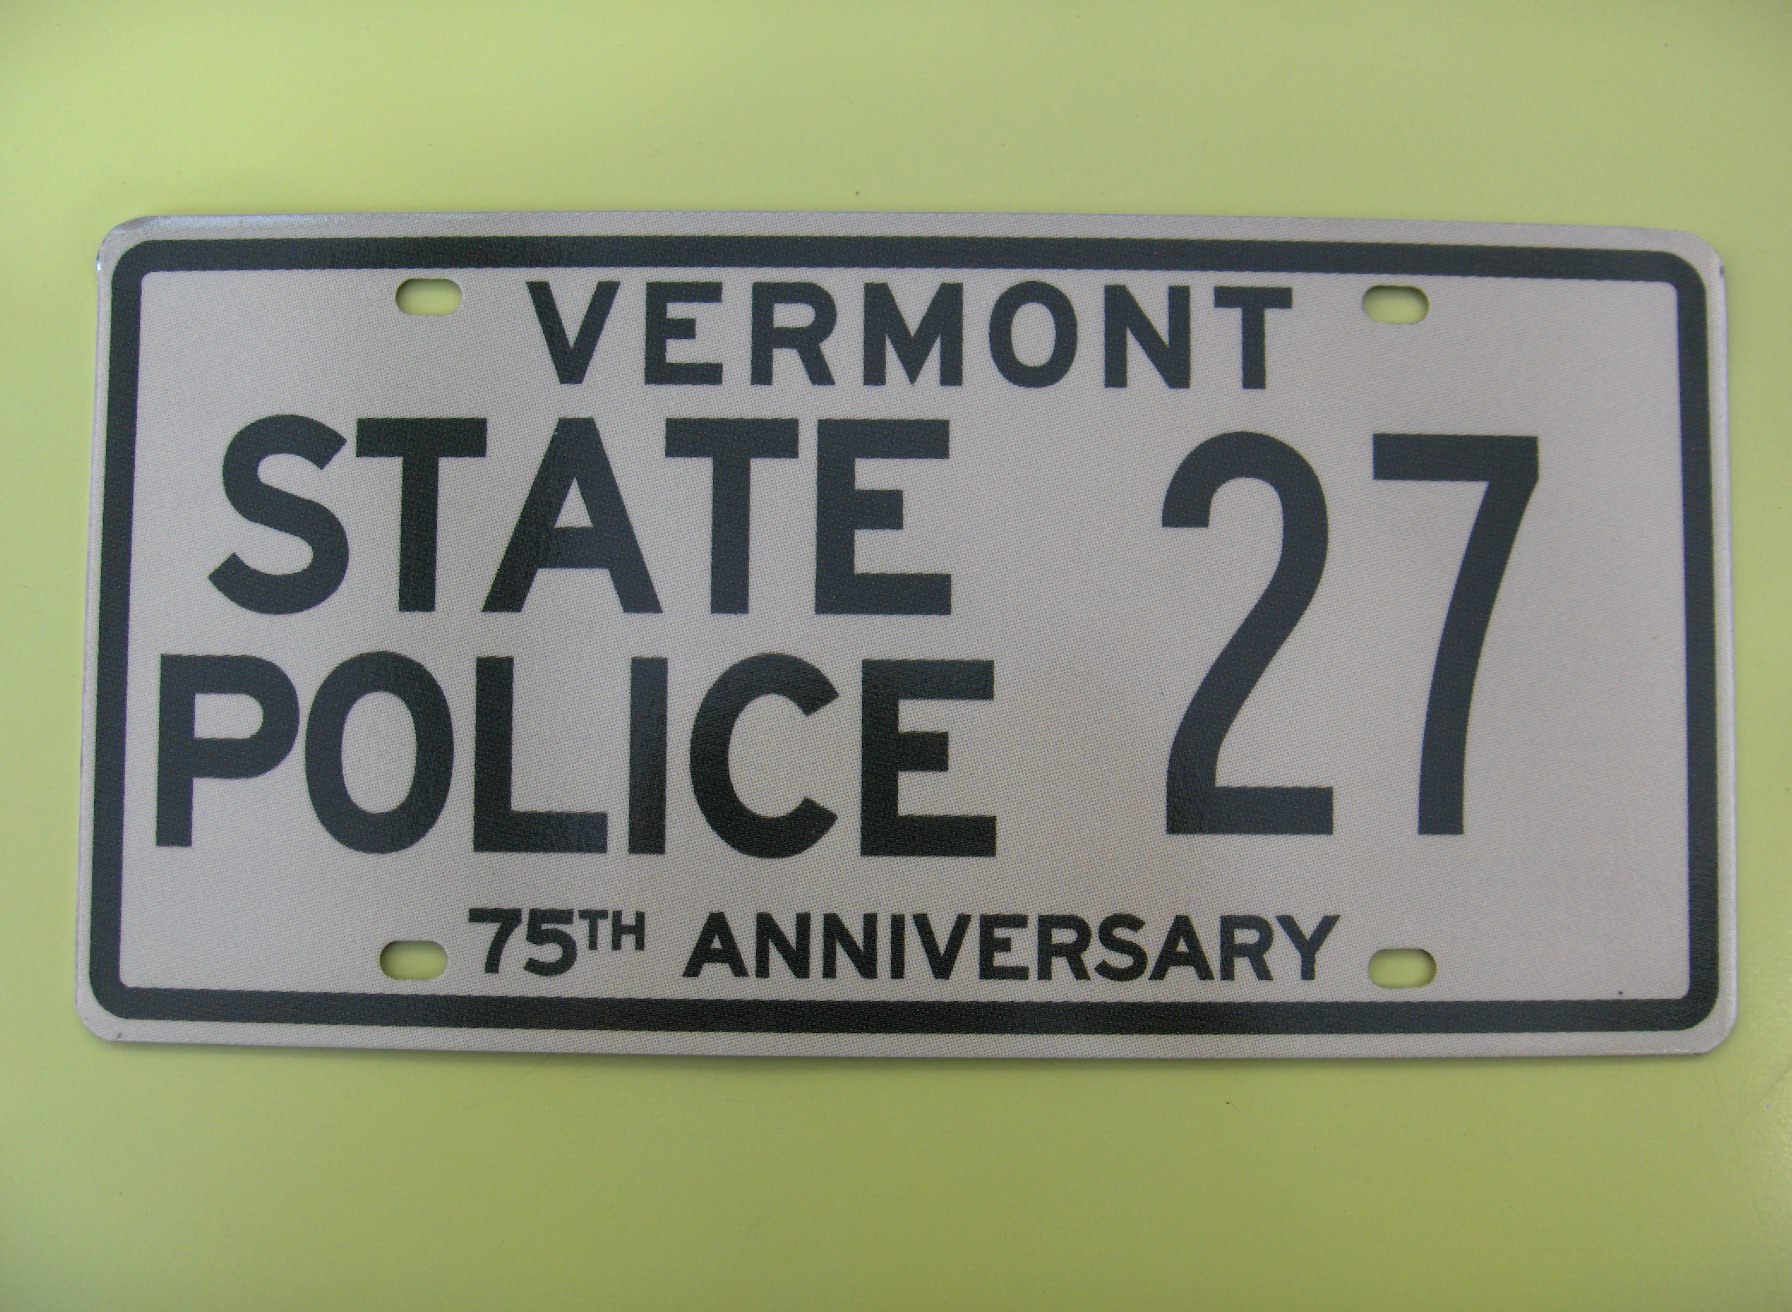 VERMONT
STATE
POLICE
27
75TH ANNIVERSARY